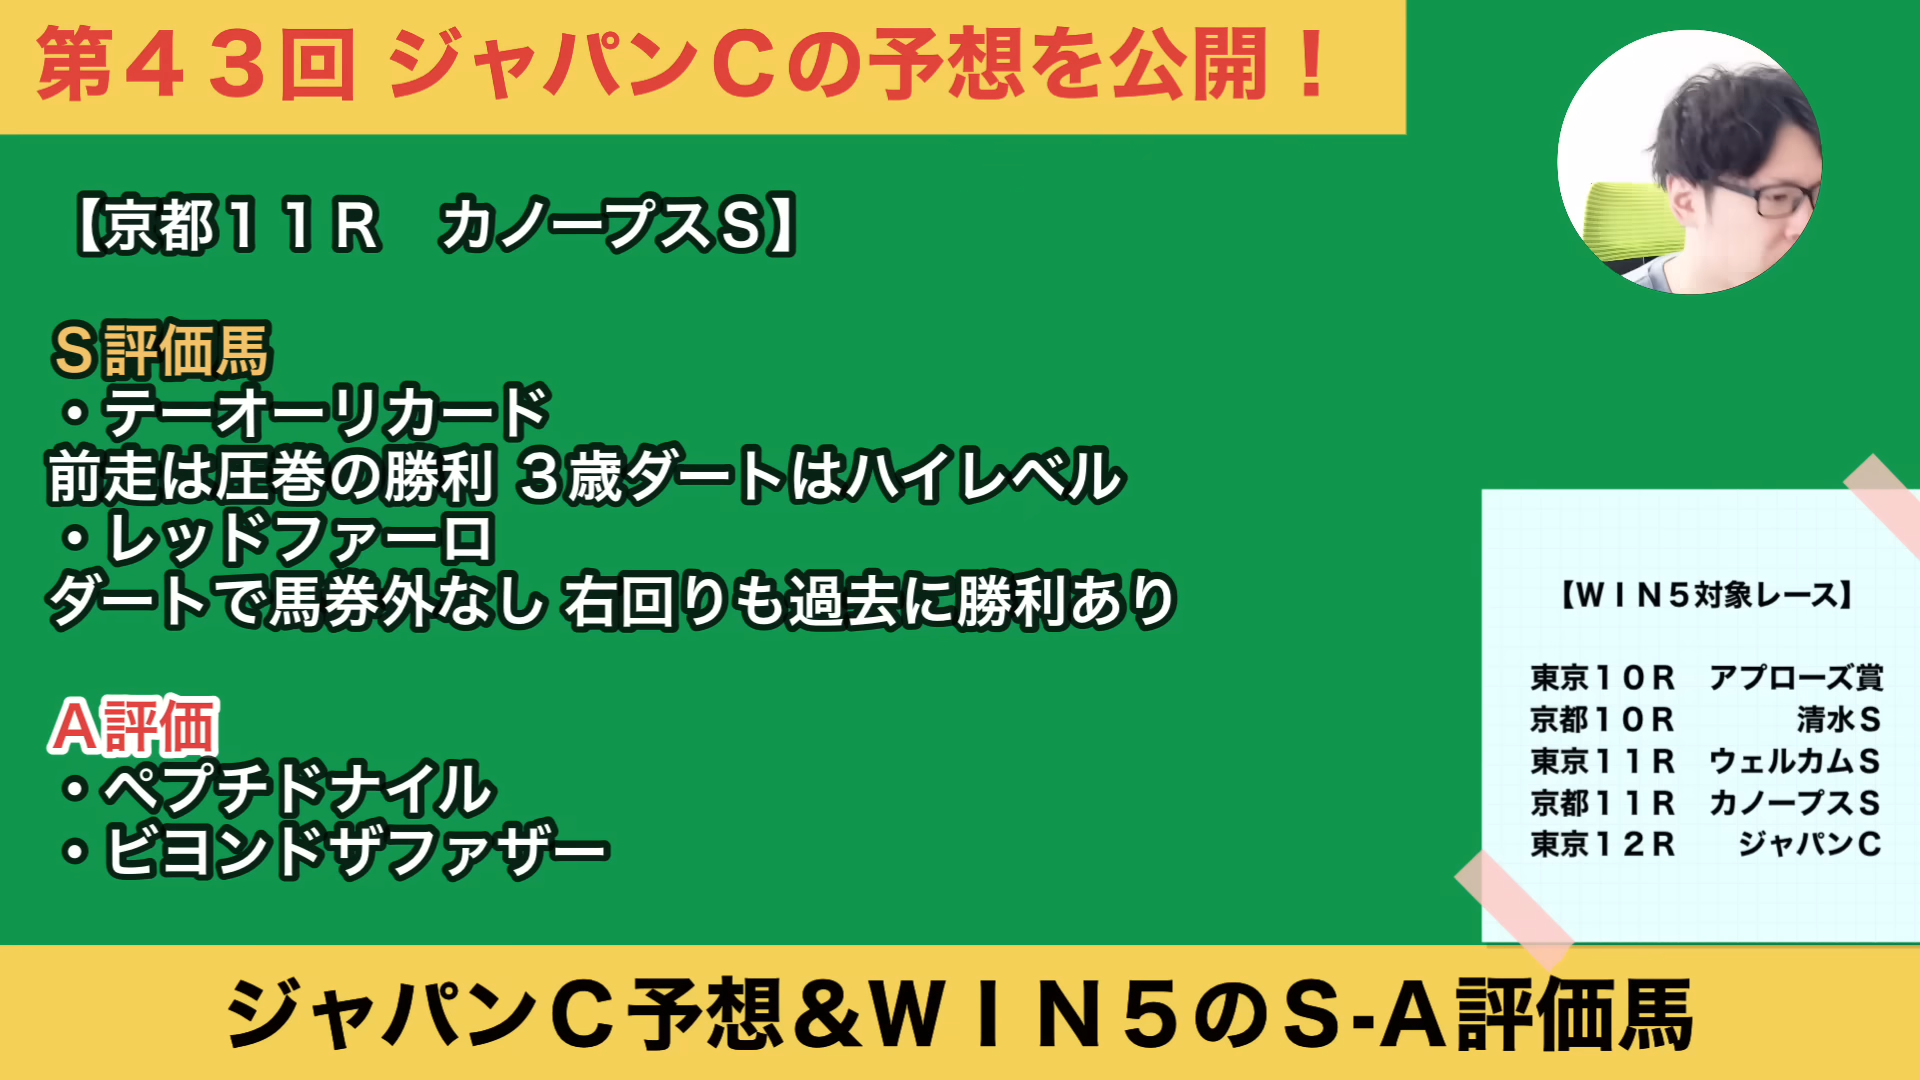 第４３回 ジャパンＣの予想を公開！
【京都１１Ｒ　カノープスＳ】
Ｓ評価馬
・テーオーリカード
前走は圧巻の勝利 ３歳ダートはハイレベル
・レッドファーロ
ダートで馬券外なし 右回りも過去に勝利あり
Ａ評価
・ペプチドナイル
・ビヨンドザファザー
【ＷＩＮ５対象レース】
東京１０Ｒ　アプローズ賞
京都１０Ｒ　清水Ｓ
東京１１Ｒ　ウェルカムＳ
京都１１Ｒ　カノープスＳ
東京１２Ｒ　ジャパンＣ
ジャパンＣ予想＆ＷＩＮ５のＳ-Ａ評価馬